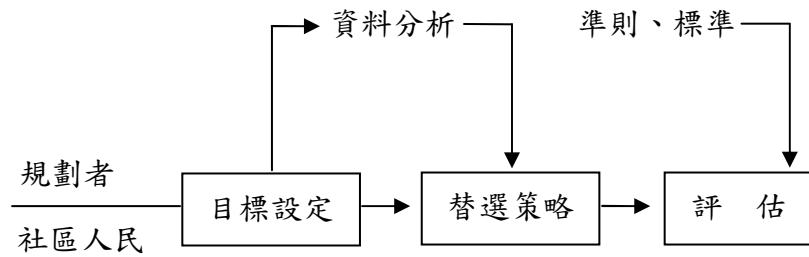 資料分析
準則、標準
規劃者
社區人民
目標設定
替選策略
評 估